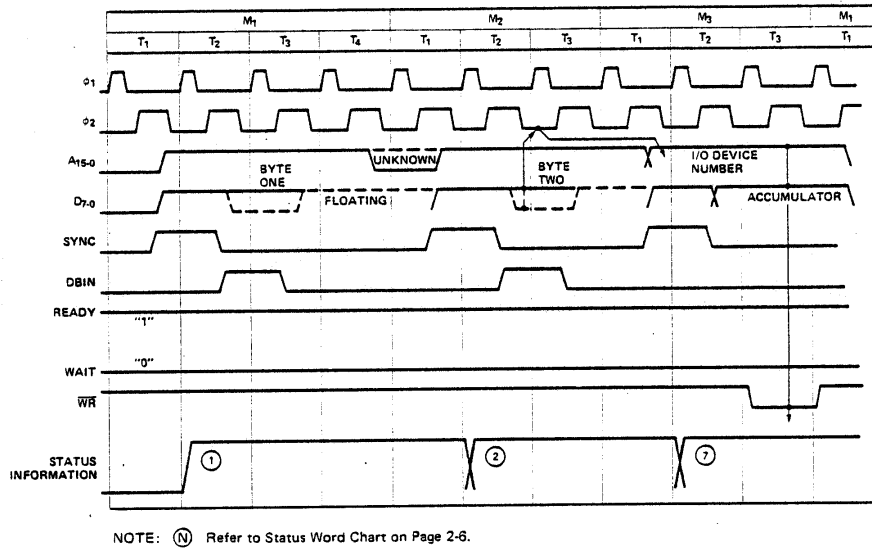 M1 M2 M3 M1
T1 T2 T3 T4 T1 T2 T3 T1 T2 T3 T1
φ1
φ2
A15-0
UNKNOWN
I/O DEVICE
NUMBER
BYTE
ONE
BYTE
TWO
D7-0
FLOATING
ACCUMULATOR
SYNC
DBIN
READY
"1"
"0"
WAIT
WR
STATUS
INFORMATION
1 2 7
NOTE: N Refer to Status Word Chart on Page 2-6.